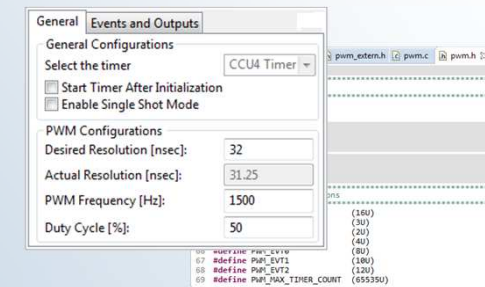 General Events and Outputs
General Configurations
Select the timer CCU4 Timer
Start Timer After Initialization
Enable Single Shot Mode
PWM Configurations
Desired Resolution [nsec]: 32
Actual Resolution [nsec]: 31.25
PWM Frequency [Hz]: 1500
Duty Cycle [%]: 50
pwm_extern.h pwm.c pwm.h
(16U)
(3U)
(2U)
(4U)
#define PWM_EVT0 (8U)
67 #define PWM_EVT1 (10U)
68 #define PWM_EVT2 (12U)
69 #define PWM_MAX_TIMER_COUNT (65535U)